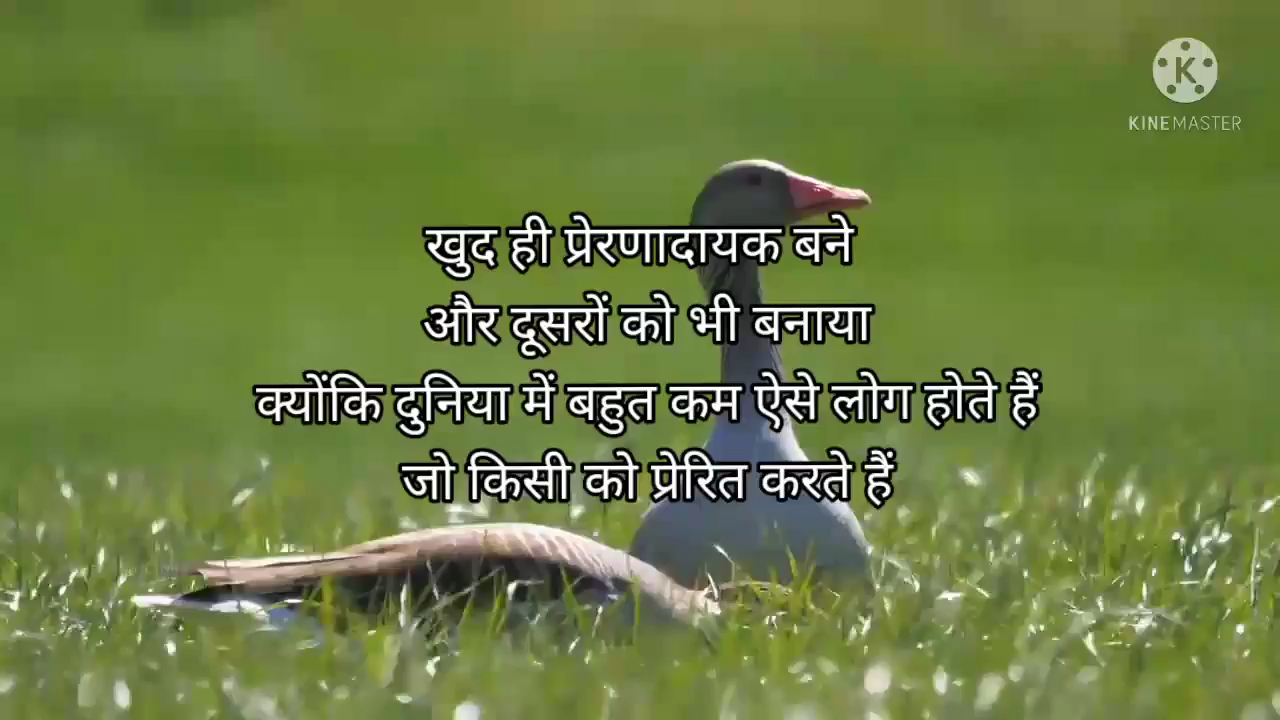 KINEMASTER
खुद ही प्रेरणादायक बने
और दूसरों को भी बनाया
क्योंकि दुनिया में बहुत कम ऐसे लोग होते हैं
जो किसी को प्रेरित करते हैं